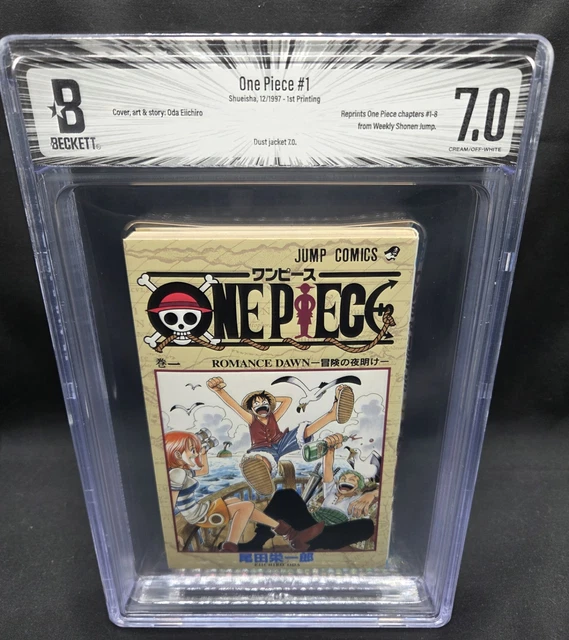 One Piece #1
Shueisha, 12/1997 - 1st Printing
B
BECKETT
Cover, art & story: Oda Eiichiro
Reprints One Piece chapters #1-8
from Weekly Shonen Jump.
Dust jacket 7.0.
7.0
CREAM/OFF-WHITE
JUMP COMICS
ワンピース
ONE PIECE
巻一 ROMANCE DAWN—冒険の夜明け—
尾田栄一郎